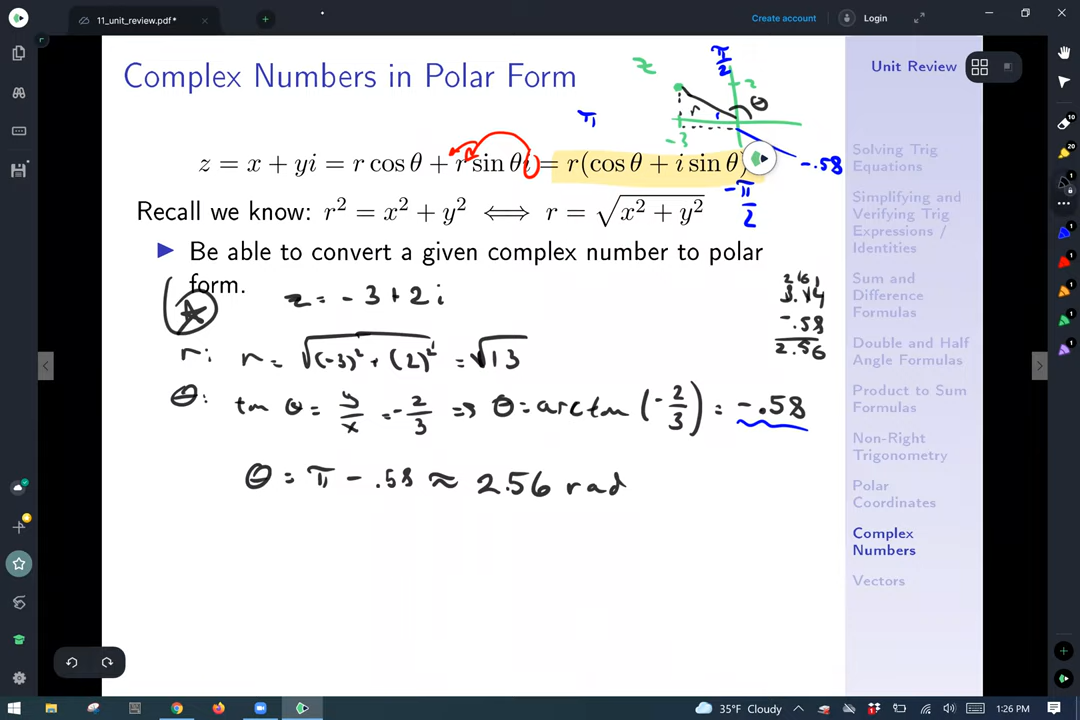 11_unit_review.pdf*
Create account
Login
Complex Numbers in Polar Form
Unit Review
z
π/2
2
θ
r
-3
π
-.58
-π/2
z = x + yi = r cos θ + r sin θi = r(cos θ + i sin θ)
Recall we know: r² = x² + y² ⟺ r = √(x² + y²)
▶ Be able to convert a given complex number to polar
form.
z = -3 + 2i
r: r = √((-3)² + (2)²) = √13
θ: tan θ = y/x = -2/3 => θ = arctan (-2/3) = -.58
3.14
-.58
2.56
θ = π - .58 ≈ 2.56 rad
Solving Trig
Equations
Simplifying and
Verifying Trig
Expressions /
Identities
Sum and
Difference
Formulas
Double and Half
Angle Formulas
Product to Sum
Formulas
Non-Right
Trigonometry
Polar
Coordinates
Complex
Numbers
Vectors
10
20
35°F Cloudy
1:26 PM